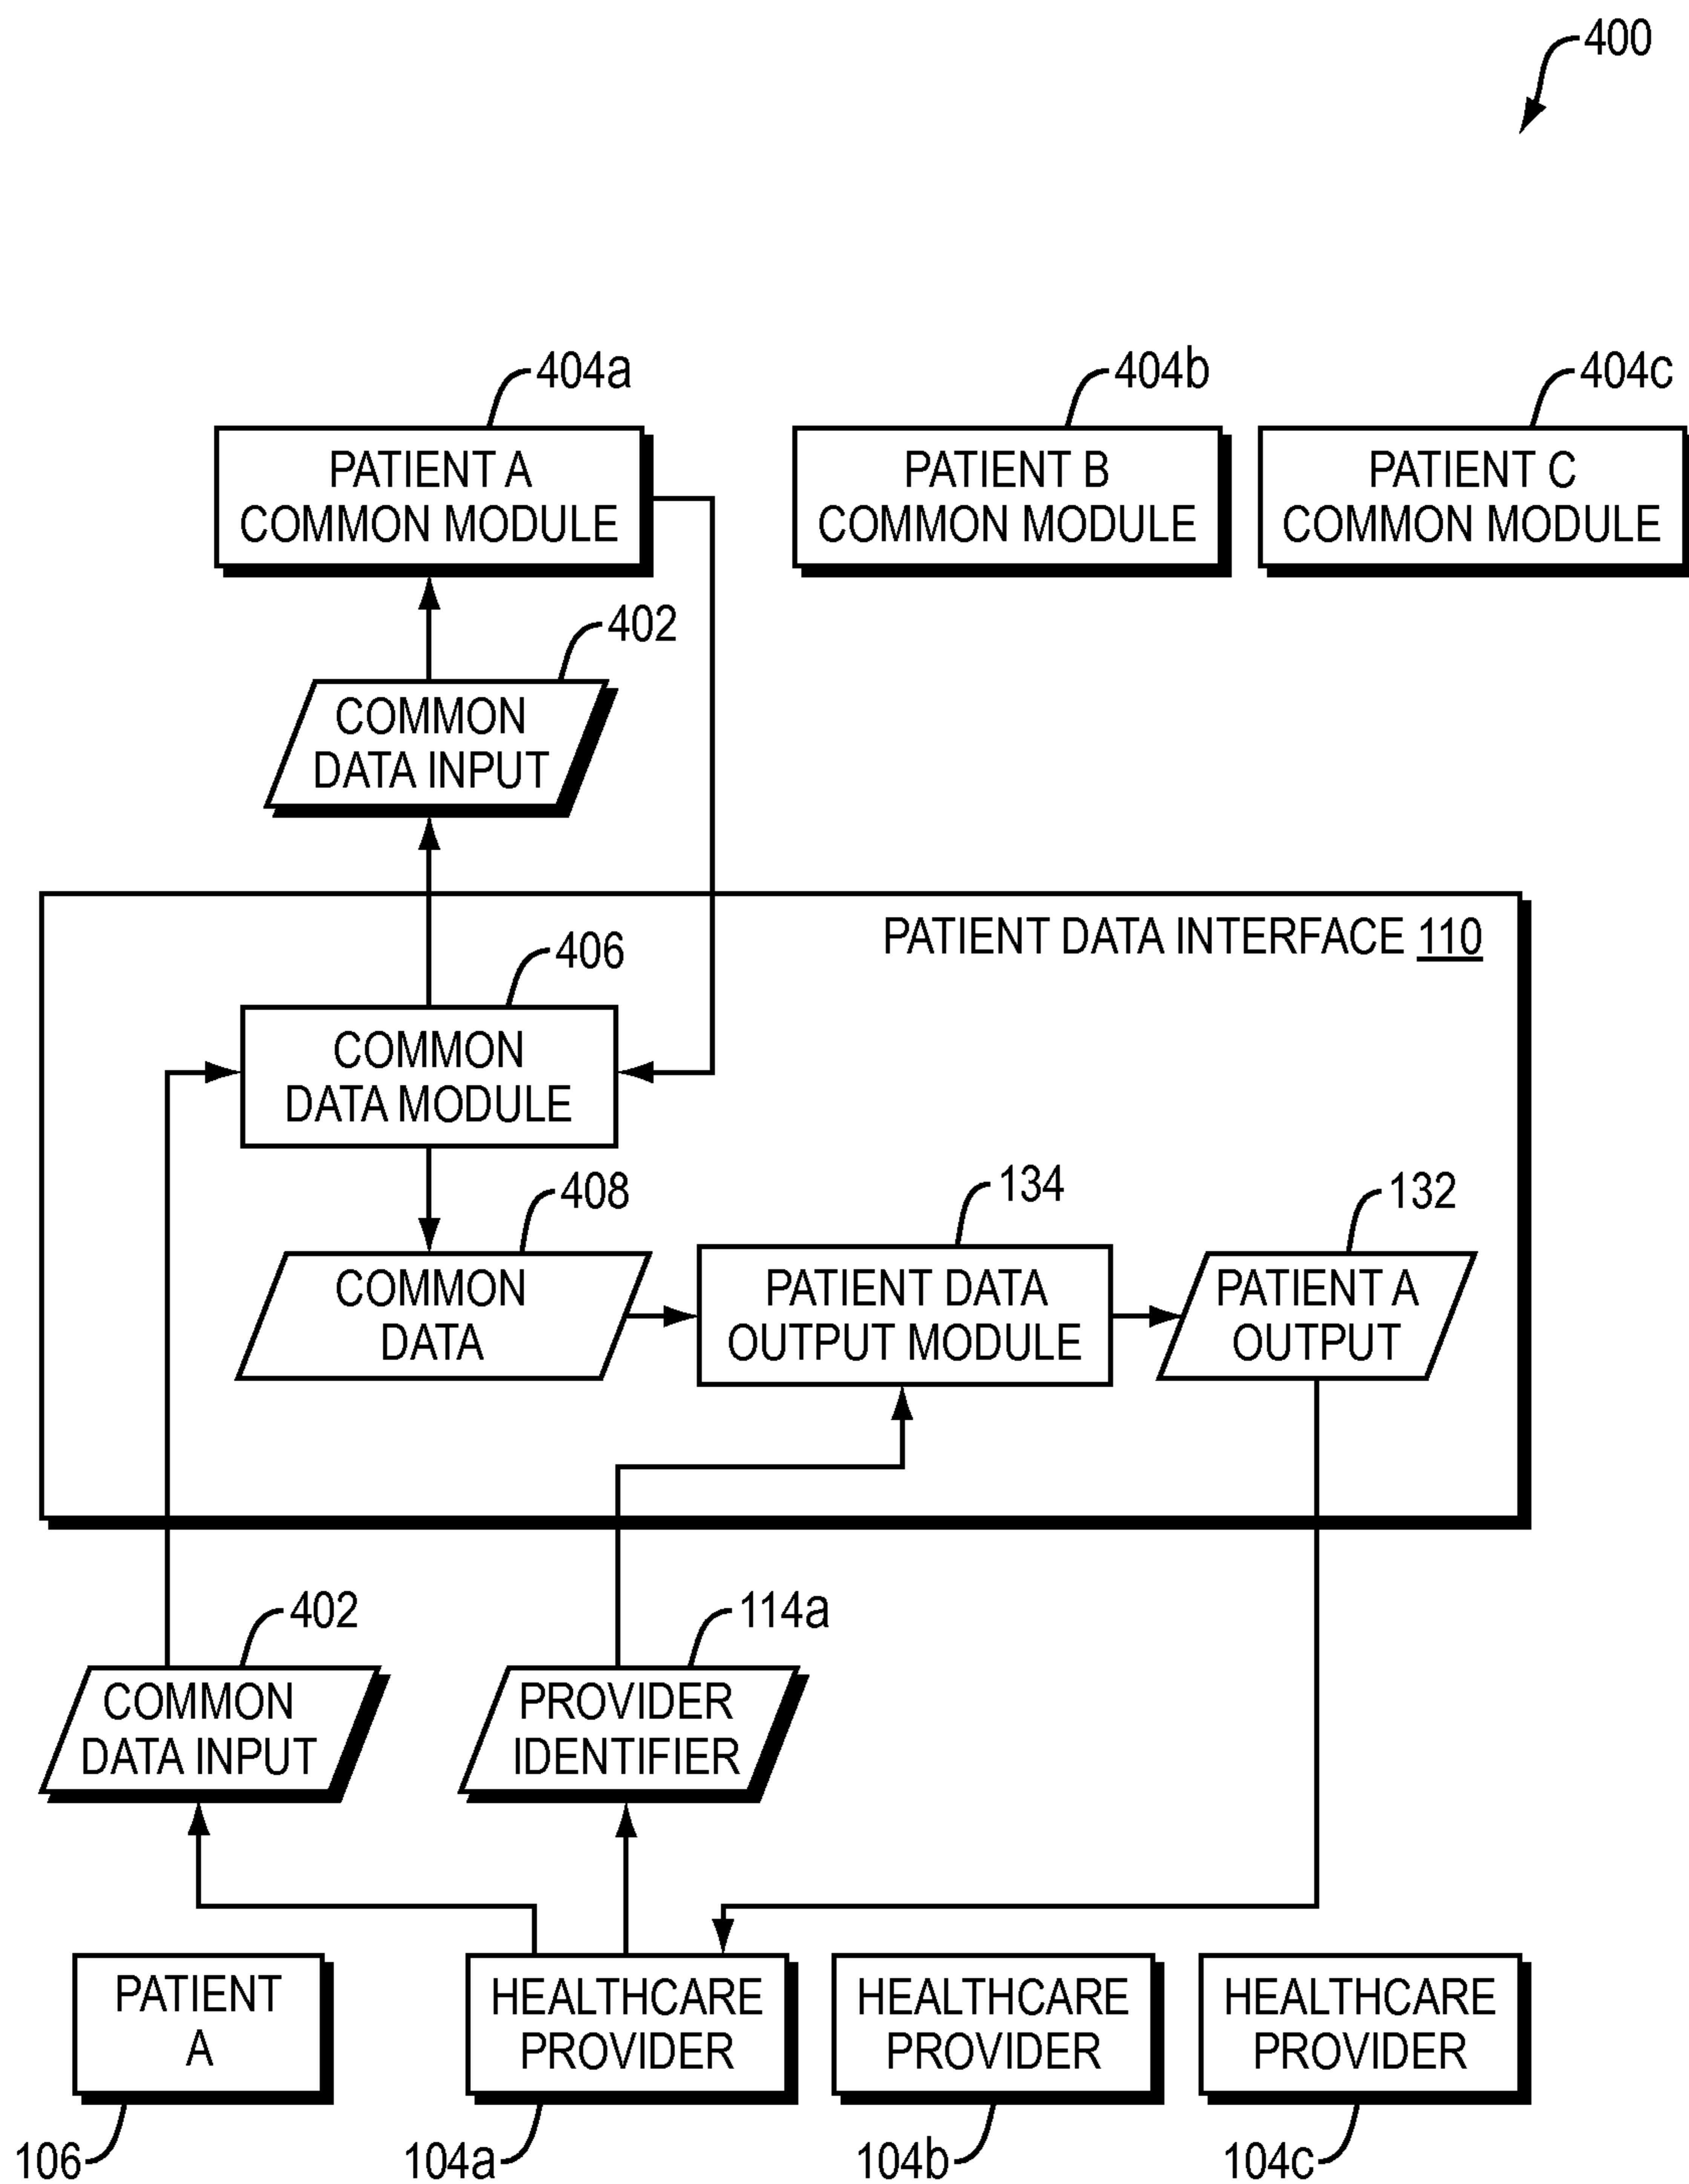 400
404a
404b
404c
PATIENT A
COMMON MODULE
PATIENT B
COMMON MODULE
PATIENT C
COMMON MODULE
402
COMMON
DATA INPUT
PATIENT DATA INTERFACE 110
406
COMMON
DATA MODULE
408
134
132
COMMON
DATA
PATIENT DATA
OUTPUT MODULE
PATIENT A
OUTPUT
402
114a
COMMON
DATA INPUT
PROVIDER
IDENTIFIER
PATIENT
A
HEALTHCARE
PROVIDER
HEALTHCARE
PROVIDER
HEALTHCARE
PROVIDER
106
104a
104b
104c